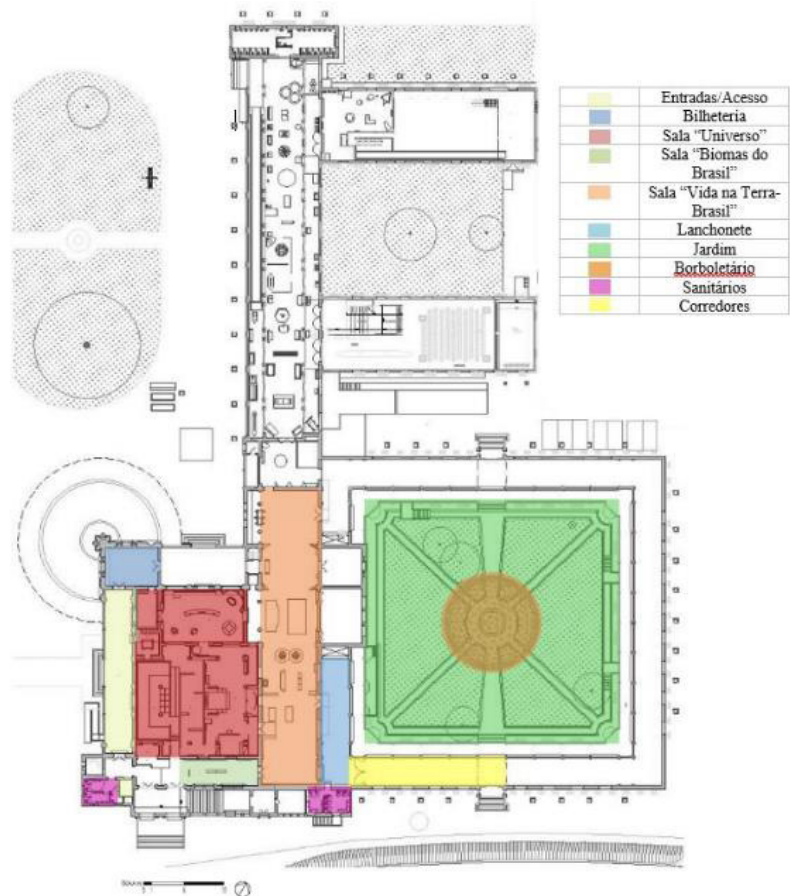 Entradas/Acesso
Bilheteria
Sala “Universo”
Sala “Biomas do
Brasil”
Sala “Vida na Terra-
Brasil”
Lanchonete
Jardim
Borboletário
Sanitários
Corredores